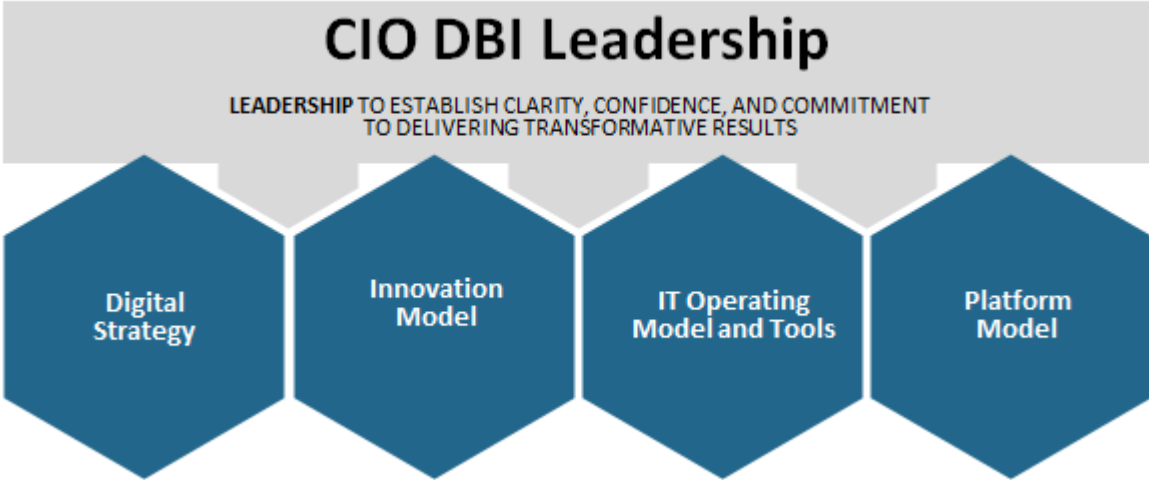 CIO DBI Leadership
LEADERSHIP TO ESTABLISH CLARITY, CONFIDENCE, AND COMMITMENT
TO DELIVERING TRANSFORMATIVE RESULTS
Digital
Strategy
Innovation
Model
IT Operating
Model and Tools
Platform
Model